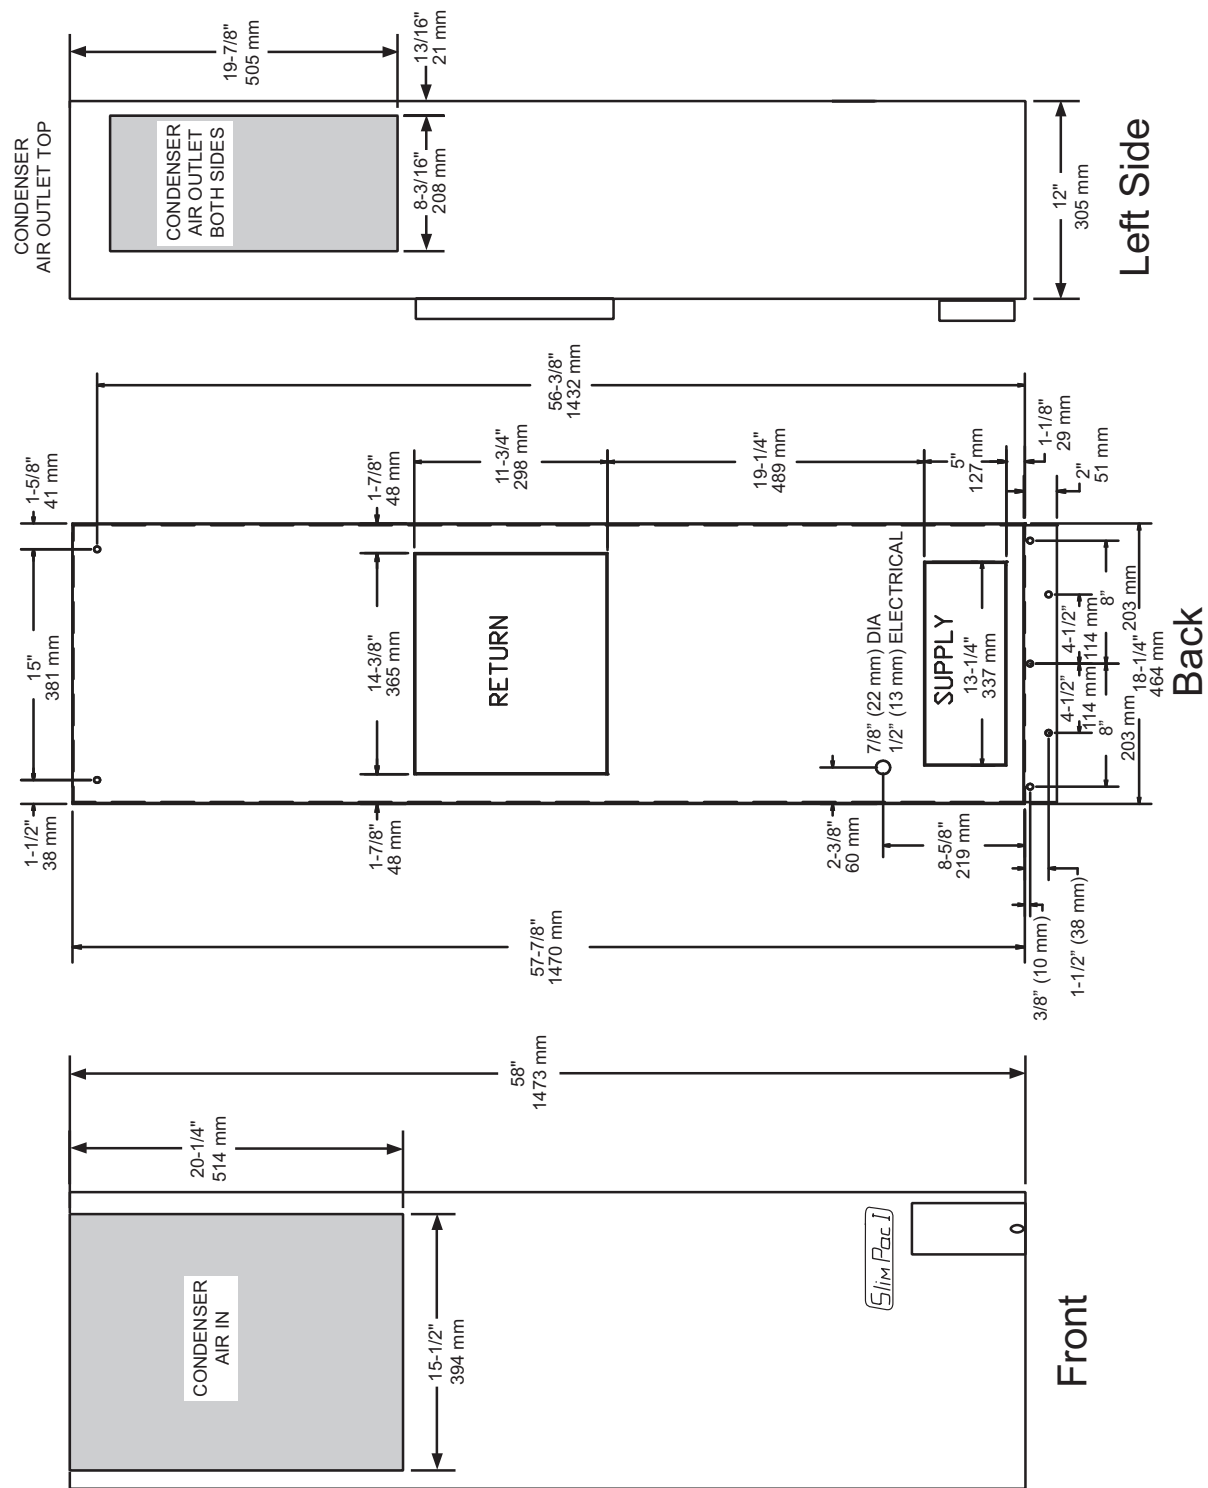 CONDENSER
AIR OUTLET TOP
19-7/8"
505 mm
13/16"
21 mm
CONDENSER
AIR OUTLET
BOTH SIDES
8-3/16"
208 mm
12"
305 mm
Left Side
1-5/8"
41 mm
15"
381 mm
1-1/2"
38 mm
56-3/8"
1432 mm
1-7/8"
48 mm
14-3/8"
365 mm
1-7/8"
48 mm
11-3/4"
298 mm
RETURN
19-1/4"
489 mm
5"
127 mm
1-1/8"
29 mm
2"
51 mm
7/8” (22 mm) DIA
1/2” (13 mm) ELECTRICAL
SUPPLY
13-1/4"
337 mm
2-3/8"
60 mm
8-5/8"
219 mm
4-1/2"
114 mm
4-1/2"
114 mm
8"
203 mm
8"
203 mm
18-1/4"
464 mm
3/8” (10 mm)
1-1/2” (38 mm)
57-7/8"
1470 mm
Back
58"
1473 mm
20-1/4"
514 mm
CONDENSER
AIR IN
15-1/2"
394 mm
Slim Pac I
Front